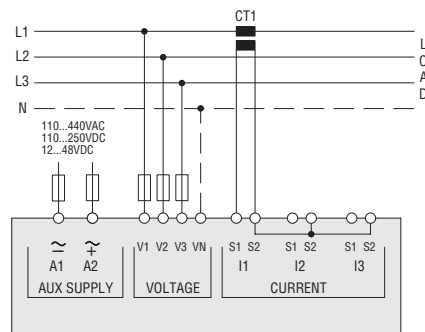 CT1
L1
L2
L3
N
L
O
A
D
110...440VAC
110...250VDC
12...48VDC
V1 V2 V3 VN S1 S2 S1 S2 S1 S2
A1 A2 I1 I2 I3
AUX SUPPLY VOLTAGE CURRENT